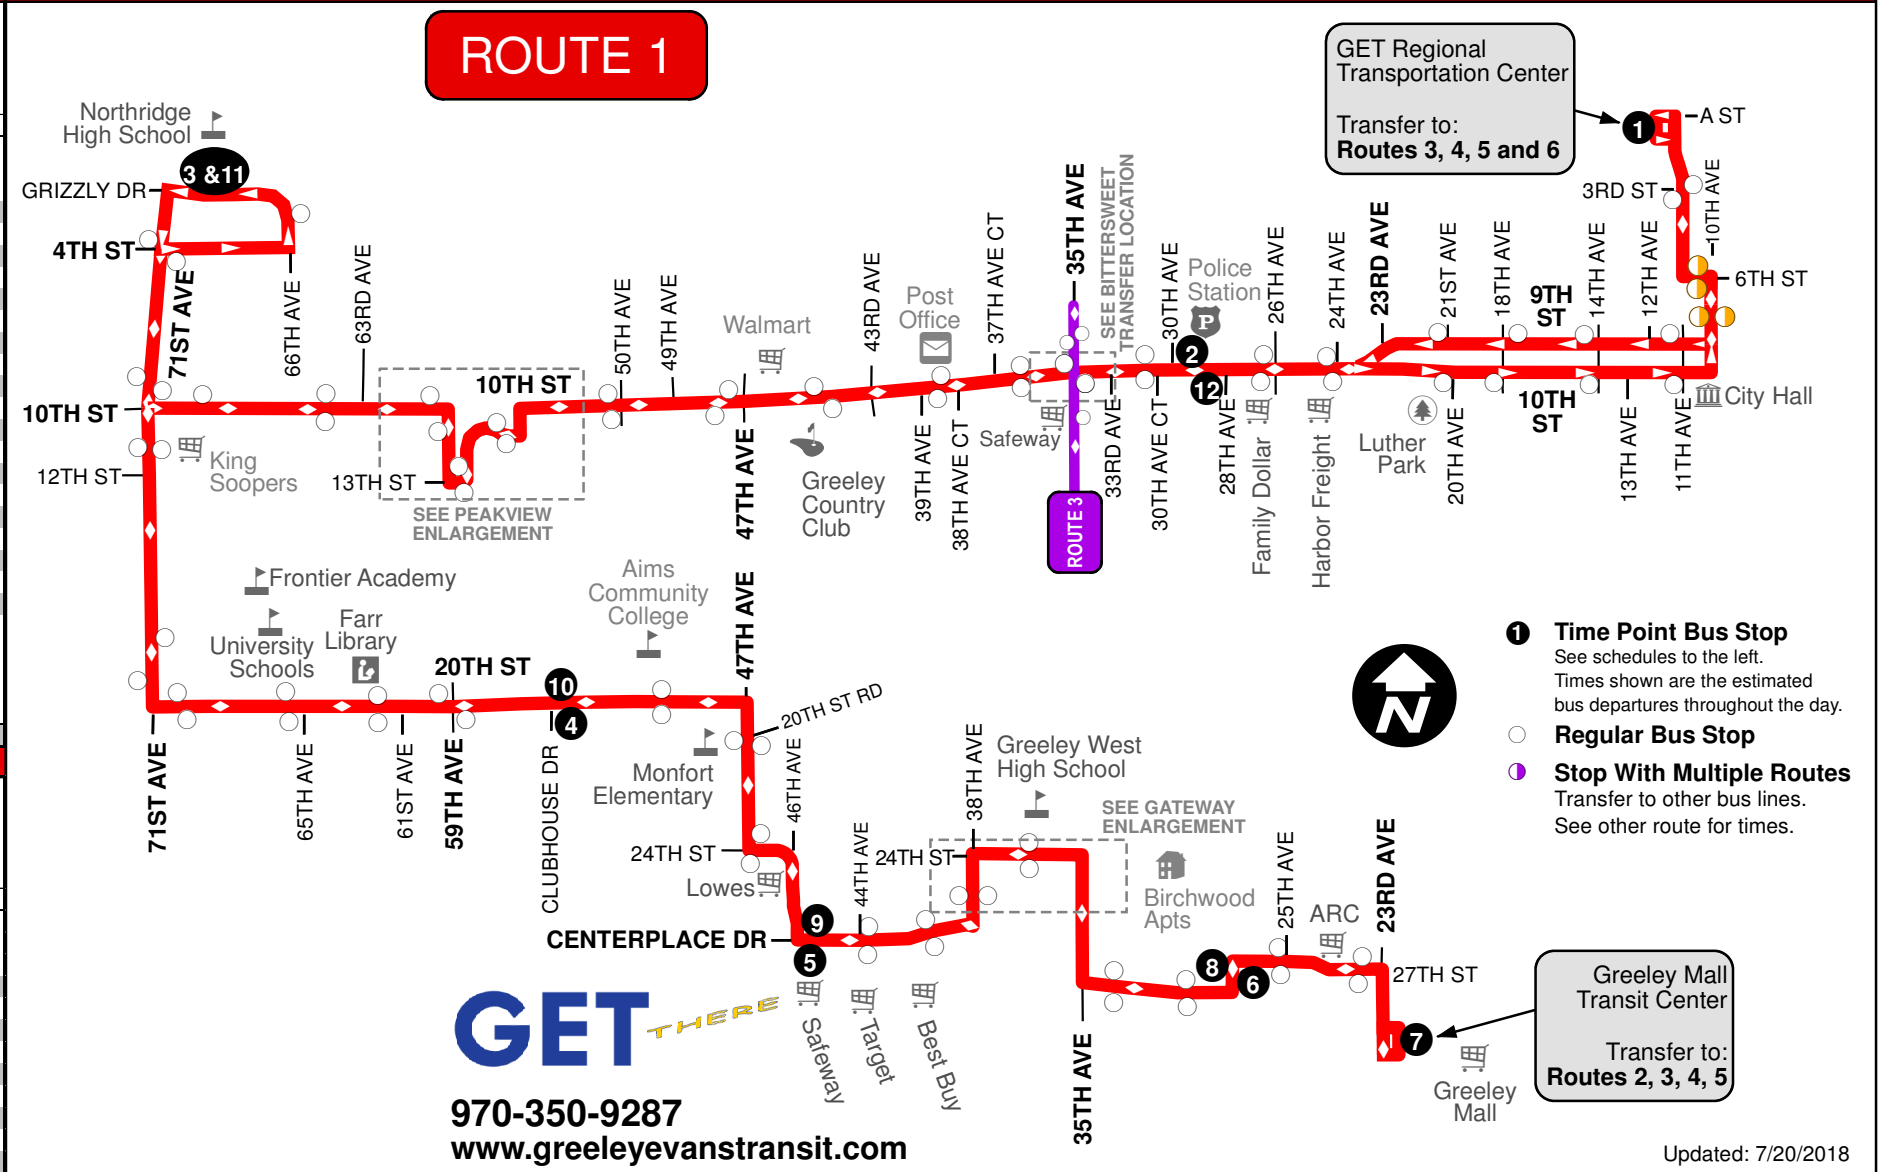 ROUTE 1
GET Regional
Transportation Center
Transfer to:
Routes 3, 4, 5 and 6
1
A ST
3RD ST
10TH AVE
6TH ST
Northridge
High School
3 &11
GRIZZLY DR
4TH ST
71ST AVE
66TH AVE
63RD AVE
10TH ST
12TH ST
King
Soopers
13TH ST
10TH ST
SEE PEAKVIEW
ENLARGEMENT
50TH AVE
49TH AVE
Walmart
47TH AVE
43RD AVE
Greeley
Country
Club
Post
Office
39TH AVE
38TH AVE CT
37TH AVE CT
Safeway
35TH AVE
ROUTE 3
SEE BITTERSWEET
TRANSFER LOCATION
33RD AVE
30TH AVE
30TH AVE CT
2
12
Police
Station
P
28TH AVE
26TH AVE
Family Dollar
24TH AVE
Harbor Freight
23RD AVE
Luther
Park
21ST AVE
20TH AVE
18TH AVE
9TH
ST
10TH
ST
14TH AVE
13TH AVE
12TH AVE
11TH AVE
City Hall
Frontier Academy
University
Schools
Farr
Library
71ST AVE
65TH AVE
61ST AVE
59TH AVE
20TH ST
10
4
CLUBHOUSE DR
Aims
Community
College
47TH AVE
20TH ST RD
Monfort
Elementary
46TH AVE
24TH ST
Lowes
CENTERPLACE DR
9
5
44TH AVE
Safeway
Target
Best Buy
24TH ST
38TH AVE
Greeley West
High School
SEE GATEWAY
ENLARGEMENT
Birchwood
Apts
35TH AVE
8
6
25TH AVE
ARC
23RD AVE
27TH ST
7
Greeley
Mall
Greeley Mall
Transit Center
Transfer to:
Routes 2, 3, 4, 5
N
1 Time Point Bus Stop
See schedules to the left.
Times shown are the estimated
bus departures throughout the day.
Regular Bus Stop
Stop With Multiple Routes
Transfer to other bus lines.
See other route for times.
GET THERE
970-350-9287
www.greeleyevanstransit.com
Updated: 7/20/2018